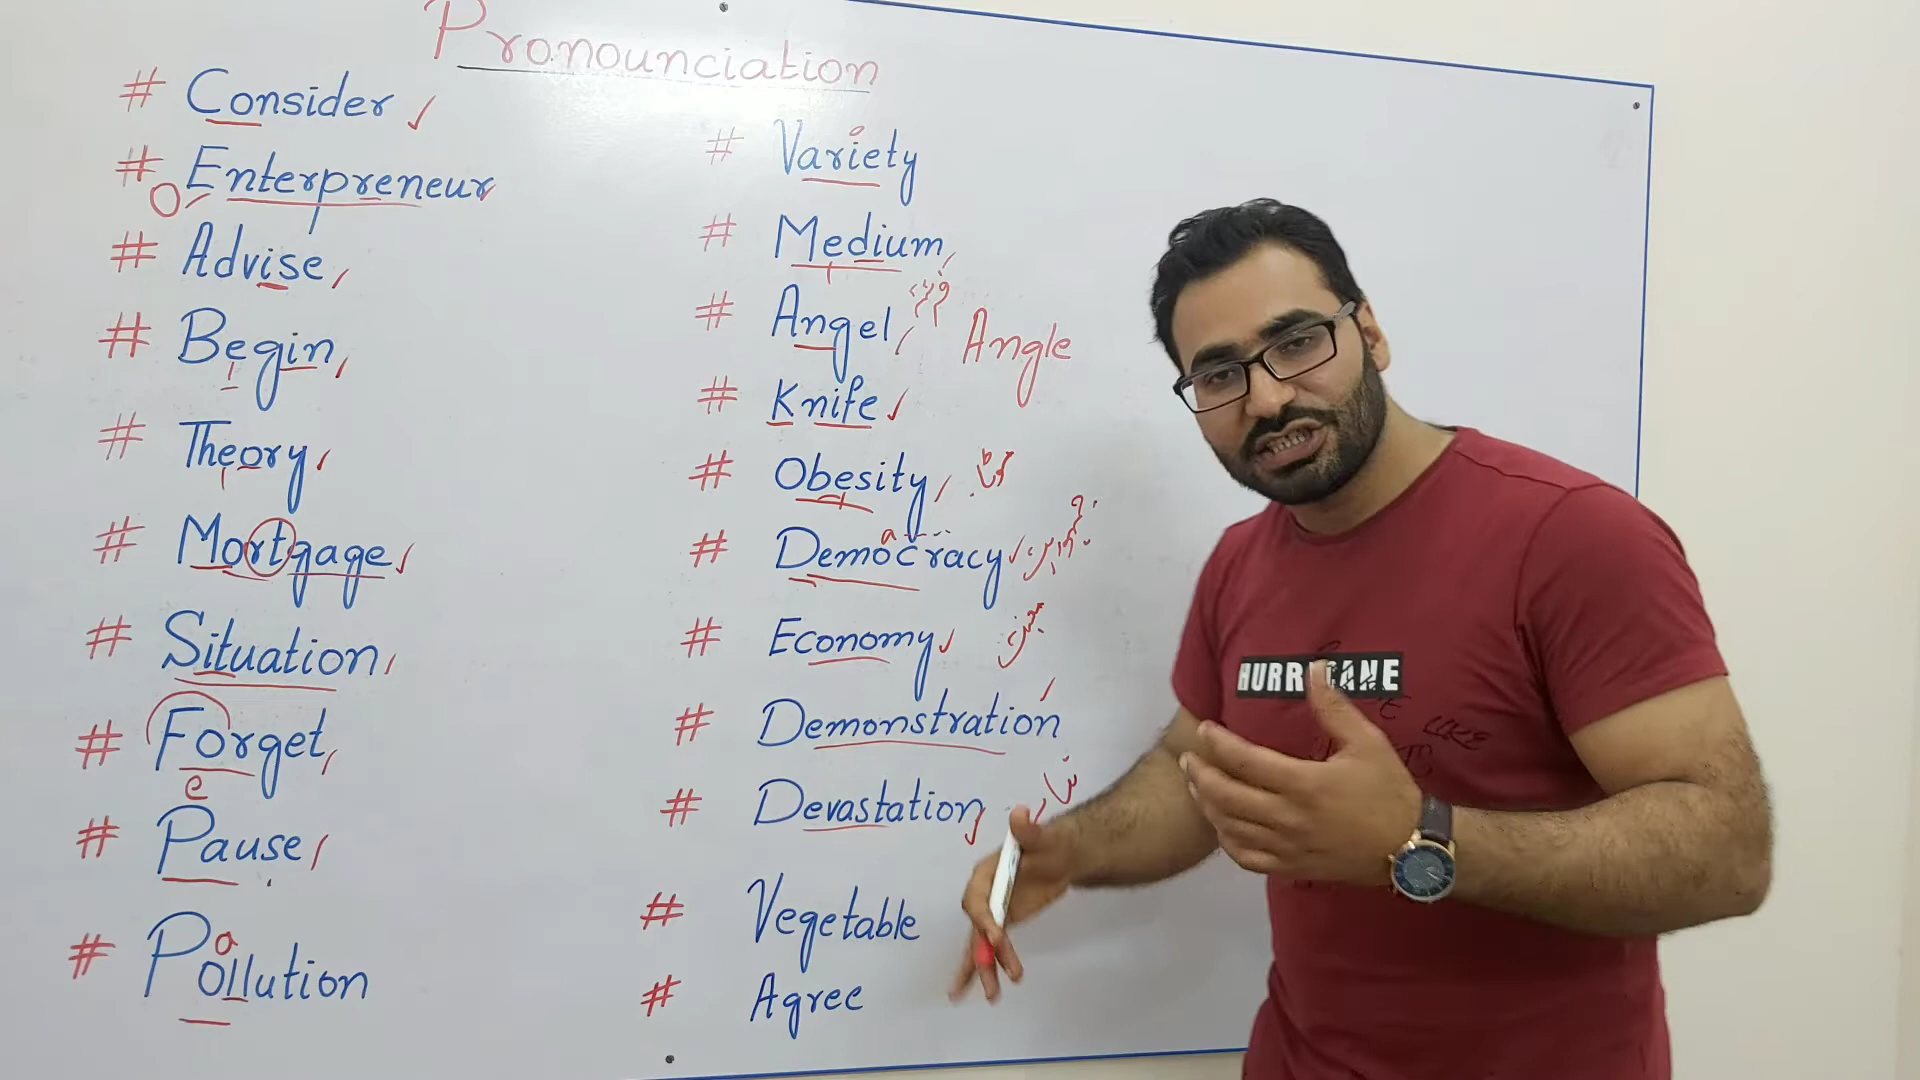 Pronounciation
# Consider
# Enterpreneur
O
# Advise
# Begin
# Theory
# Mortgage
# Situation
# Forget
e
# Pause
# Pollution
a
# Variety
# Medium
# Angel Angle
# Knife
# Obesity
# Democracy
a
# Economy
# Demonstration
# Devastation
# Vegetable
# Agree
HURRICANE
LIKE